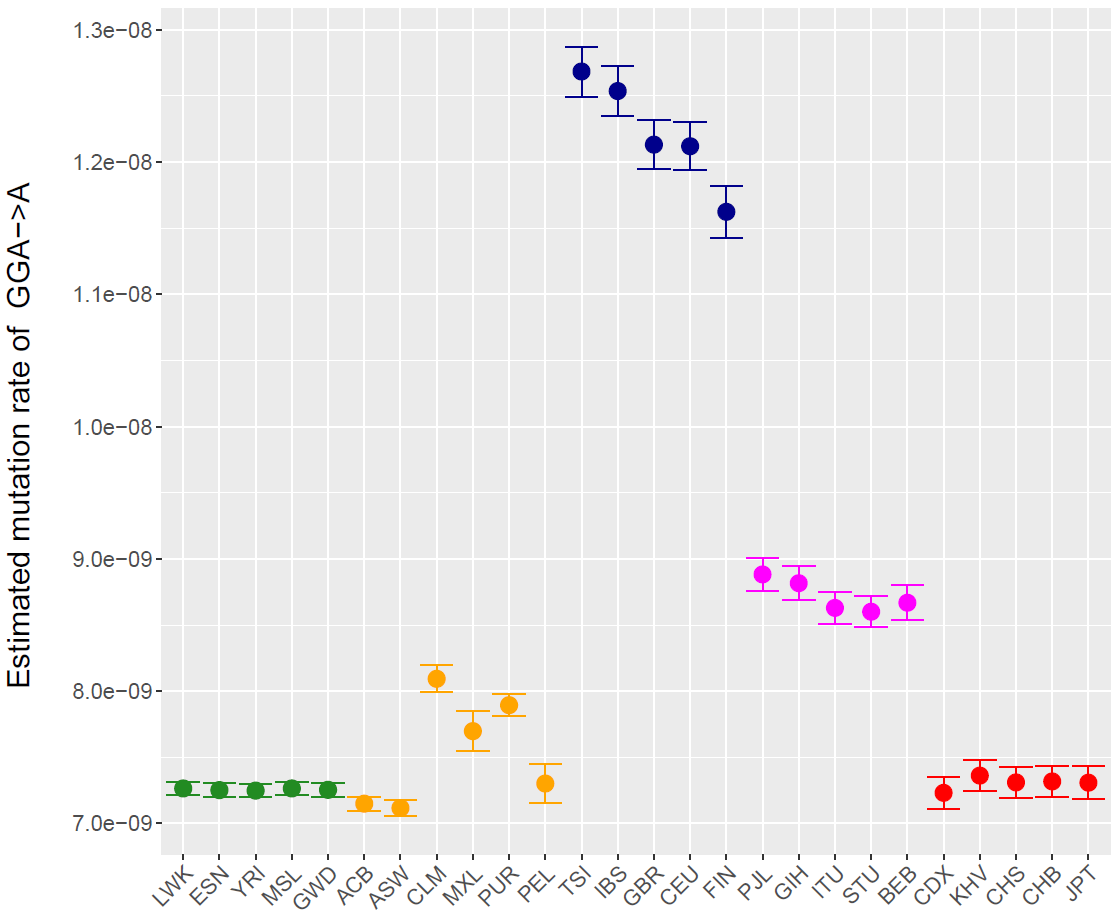 Estimated mutation rate of GGA−>A
1.3e−08
1.2e−08
1.1e−08
1.0e−08
9.0e−09
8.0e−09
7.0e−09
LWK ESN YRI MSL GWD ACB ASW CLM MXL PUR PEL TSI IBS GBR CEU FIN PJL GIH ITU STU BEB CDX KHV CHS CHB JPT